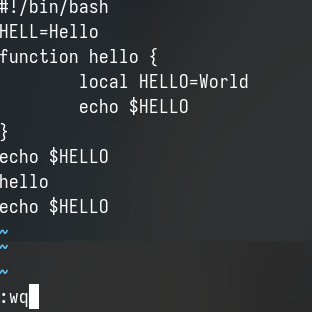 #!/bin/bash
HELL=Hello
function hello {
        local HELLO=World
        echo $HELLO
}
echo $HELLO
hello
echo $HELLO
~
~
~
:wq